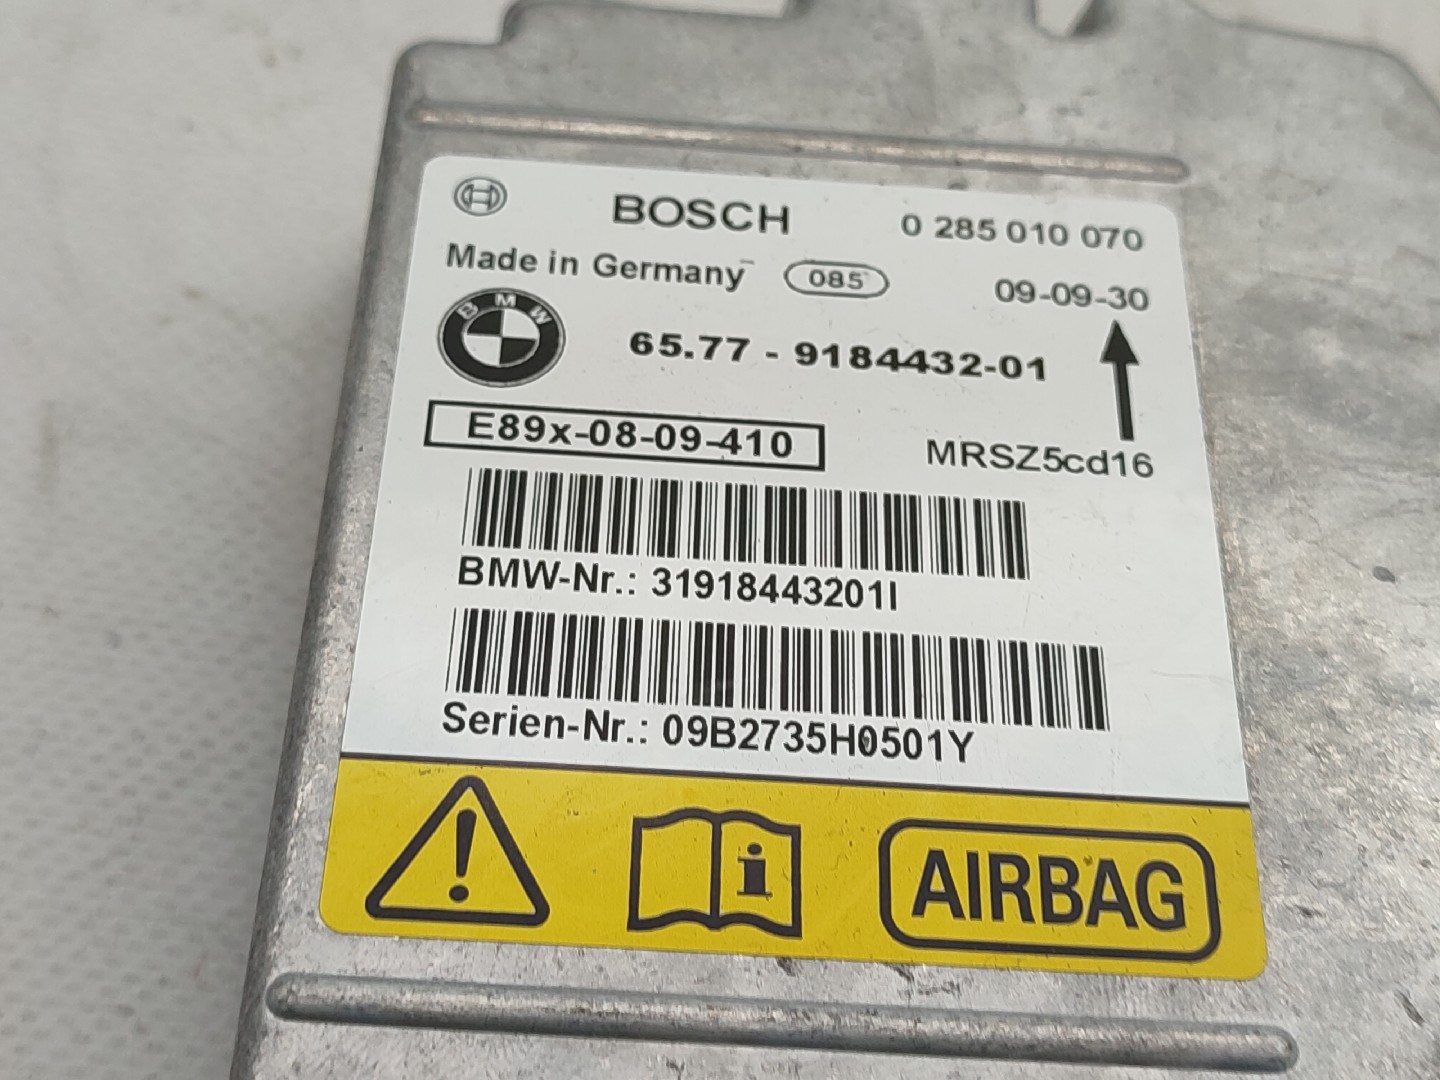 BOSCH 0 285 010 070
Made in Germany 085 09-09-30
BMW 65.77 - 9184432-01
E89x-08-09-410 MRSZ5cd16
BMW-Nr.: 31918443201I
Serien-Nr.: 09B2735H0501Y
i AIRBAG